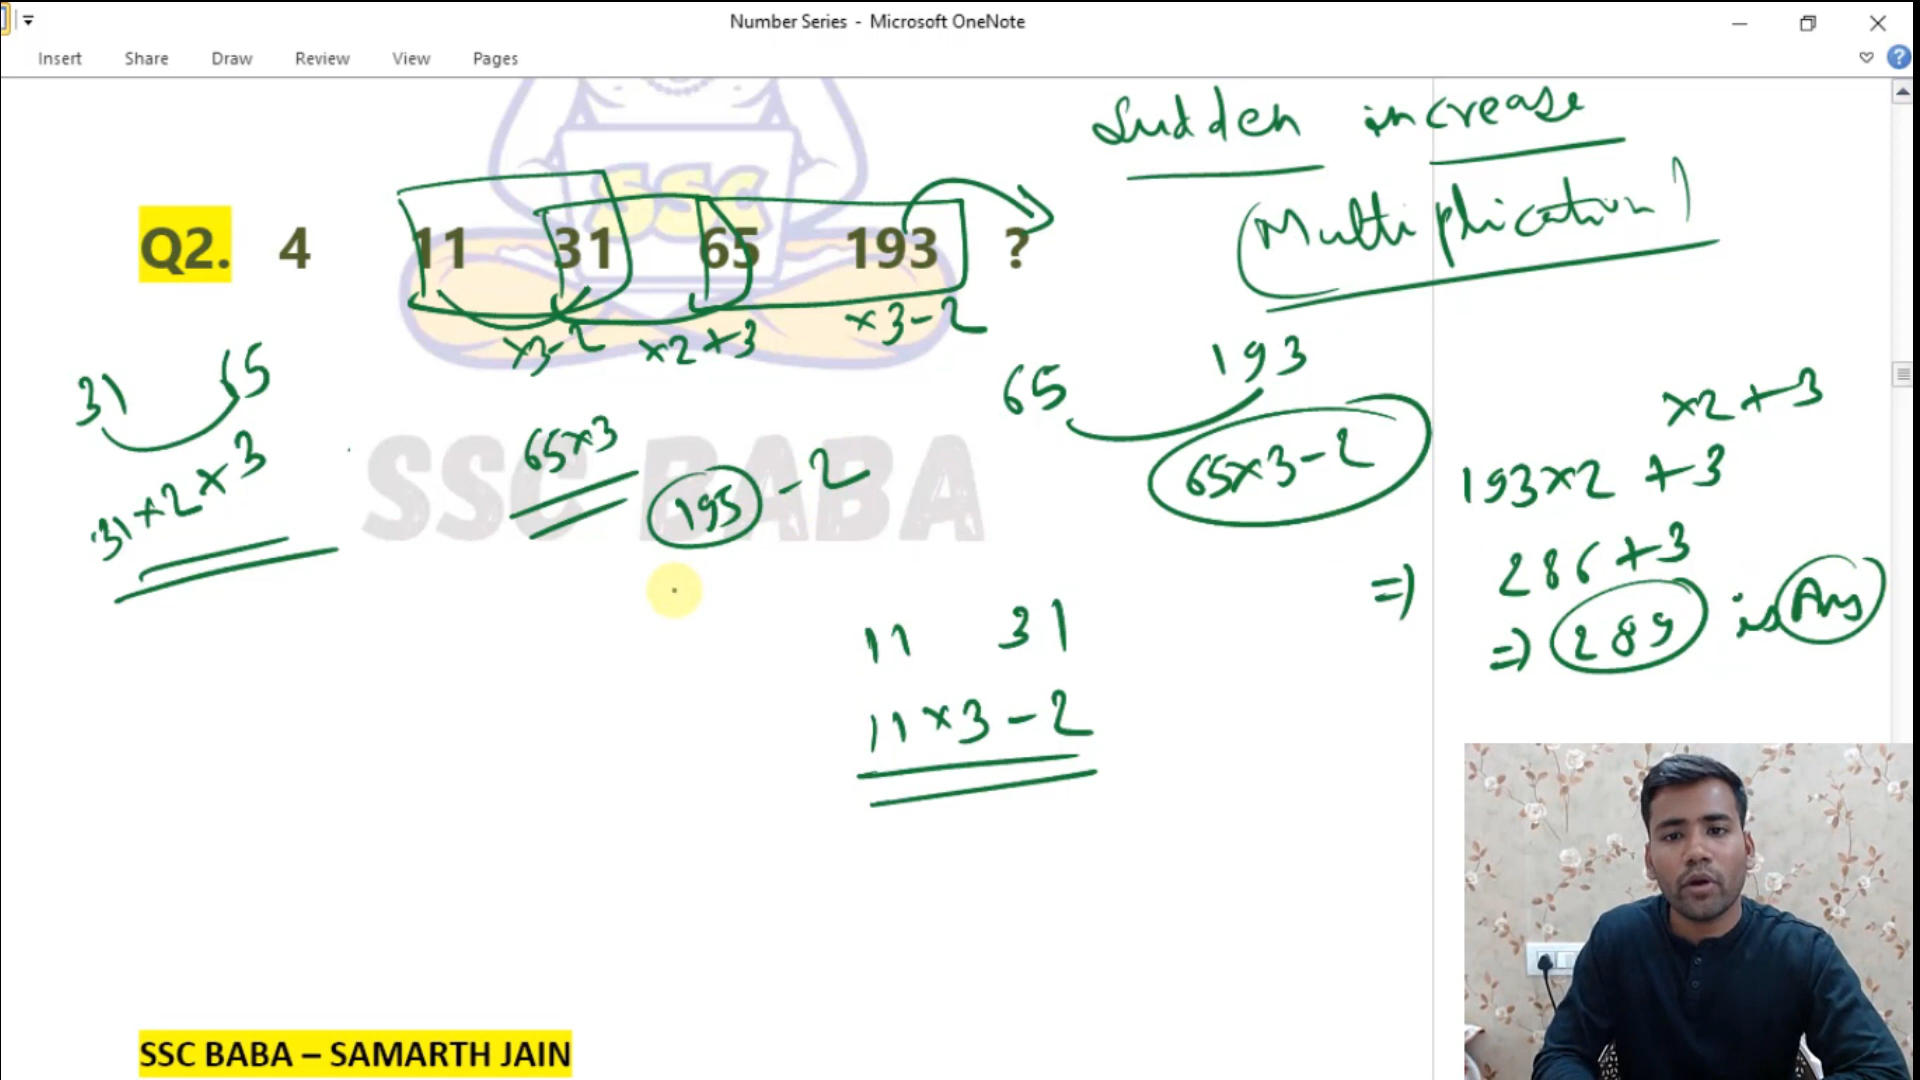 Number Series - Microsoft OneNote
Insert Share Draw Review View Pages
Sudden increase
(Multiplication)
SSC
Q2. 4 11 31 65 193 ?
×3-2 ×2+3 ×3-2
31 65
31×2×3
65×3
195 -2
SSC BABA
65 193
65×3-2
×2+3
193×2 +3
=) 286+3
=) 289 is Ans
11 31
11×3-2
SSC BABA – SAMARTH JAIN